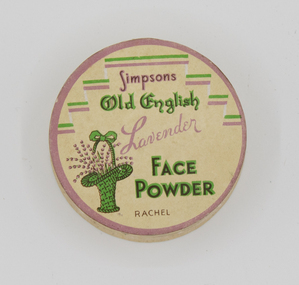 Simpsons
Old English
Lavender
FACE
POWDER
RACHEL